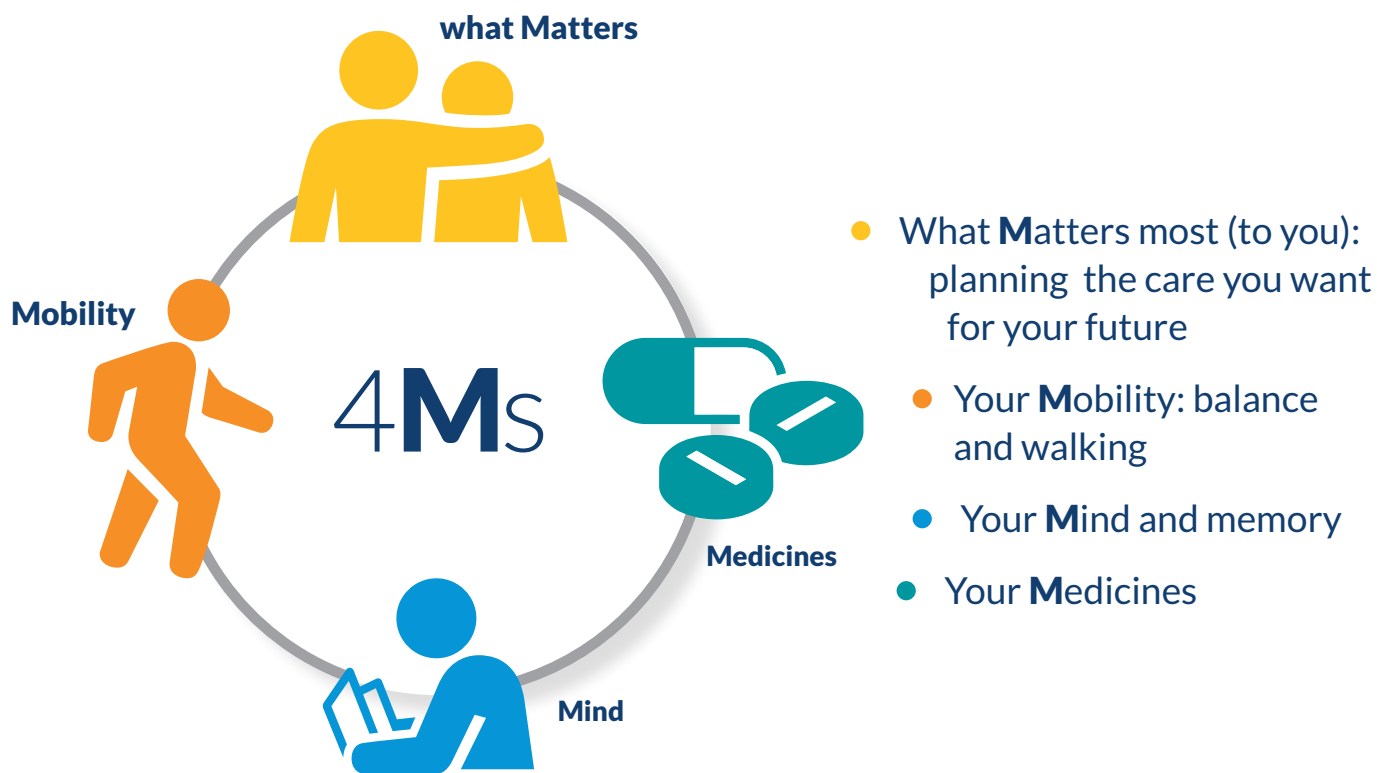 what Matters
Mobility
4Ms
Medicines
Mind
What Matters most (to you):
planning the care you want
for your future
Your Mobility: balance
and walking
Your Mind and memory
Your Medicines